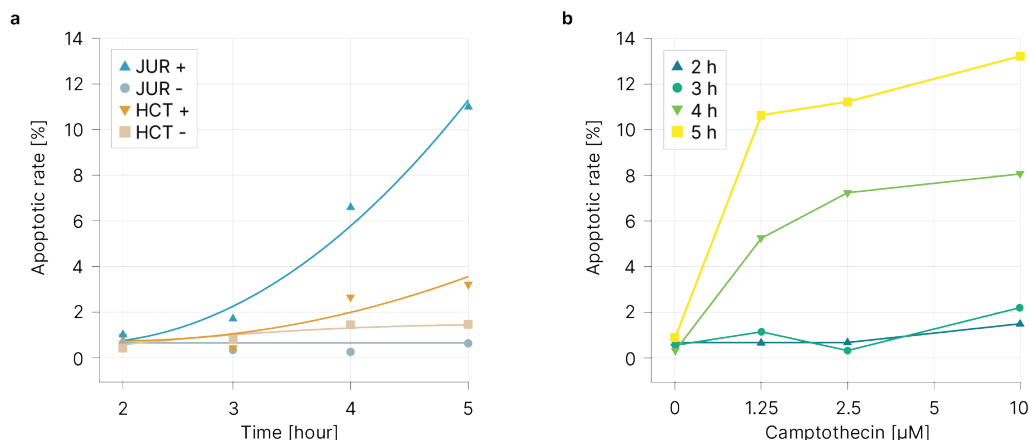 a
Apoptotic rate [%]
14
12
10
8
6
4
2
0
JUR +
JUR -
HCT +
HCT -
2 3 4 5
Time [hour]
b
Apoptotic rate [%]
14
12
10
8
6
4
2
0
2 h
3 h
4 h
5 h
0 1.25 2.5 5 10
Camptothecin [µM]